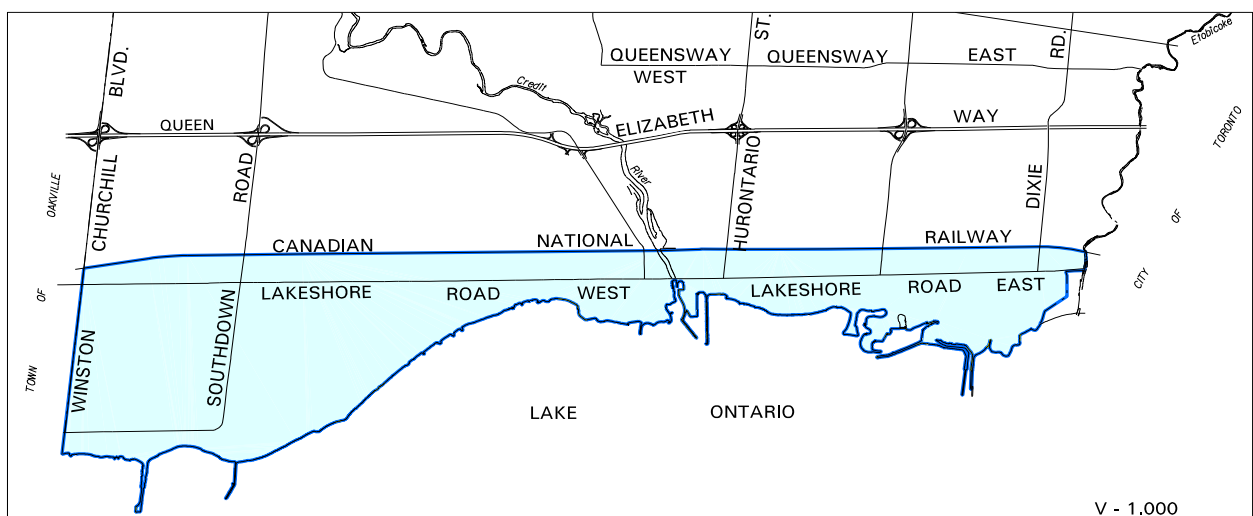 Etobicoke
ST.
RD.
BLVD.
QUEENSWAY QUEENSWAY EAST
WEST
Credit
QUEEN ELIZABETH WAY
TORONTO
OF
CITY
River
HURONTARIO
DIXIE
ROAD
CHURCHILL
OAKVILLE
OF
TOWN
CANADIAN NATIONAL RAILWAY
LAKESHORE ROAD WEST LAKESHORE ROAD EAST
SOUTHDOWN
WINSTON
LAKE ONTARIO
V - 1,000